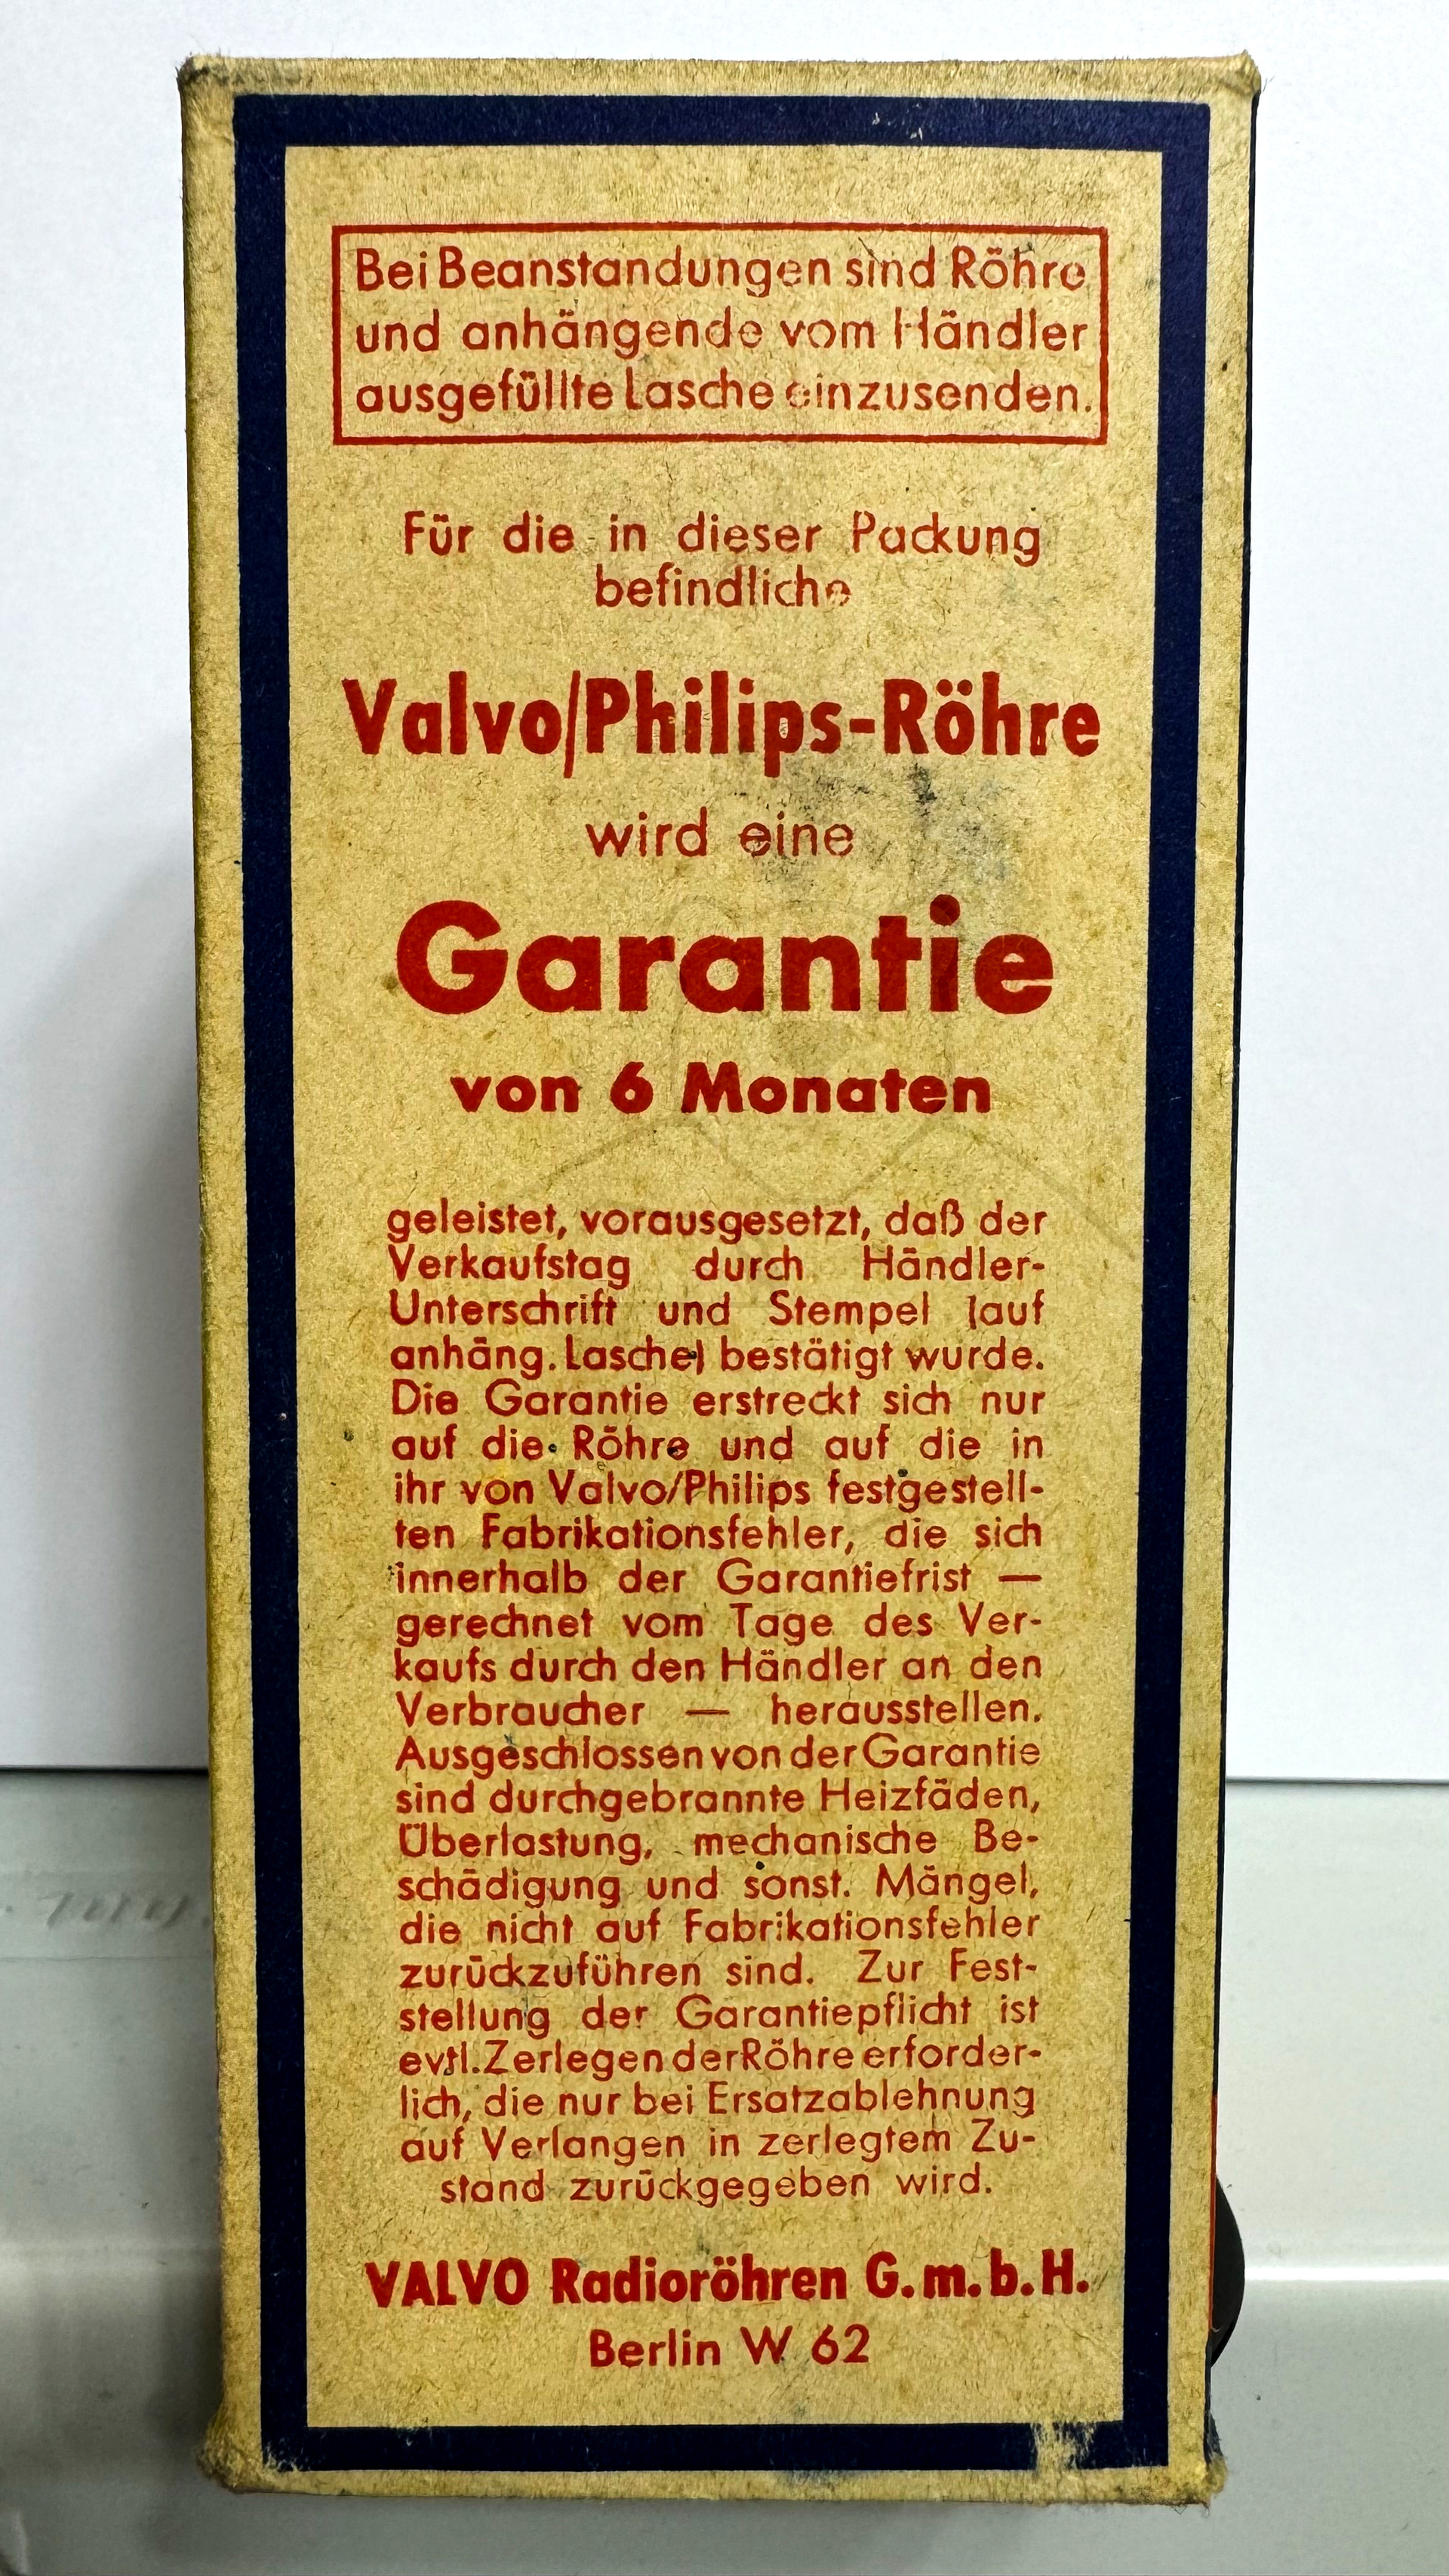 Bei Beanstandungen sind Röhre
und anhängende vom Händler
ausgefüllte Lasche einzusenden.
Für die in dieser Packung
befindliche
Valvo/Philips-Röhre
wird eine
Garantie
von 6 Monaten
geleistet, vorausgesetzt, daß der
Verkaufstag durch Händler-
Unterschrift und Stempel (auf
anhäng. Lasche) bestätigt wurde.
Die Garantie erstreckt sich nur
auf die Röhre und auf die in
ihr von Valvo/Philips festgestell-
ten Fabrikationsfehler, die sich
innerhalb der Garantiefrist —
gerechnet vom Tage des Ver-
kaufs durch den Händler an den
Verbraucher — herausstellen.
Ausgeschlossen von der Garantie
sind durchgebrannte Heizfäden,
Überlastung, mechanische Be-
schädigung und sonst. Mängel,
die nicht auf Fabrikationsfehler
zurückzuführen sind. Zur Fest-
stellung der Garantiepflicht ist
evtl. Zerlegen der Röhre erforder-
lich, die nur bei Ersatzablehnung
auf Verlangen in zerlegtem Zu-
stand zurückgegeben wird.
VALVO Radioröhren G.m.b.H.
Berlin W 62